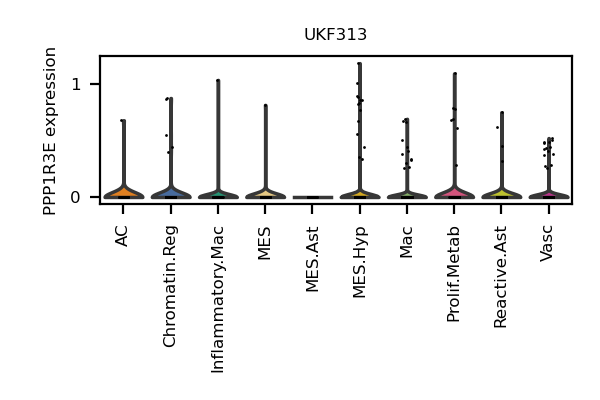 UKF313
PPP1R3E expression
1
0
AC
Chromatin.Reg
Inflammatory.Mac
MES
MES.Ast
MES.Hyp
Mac
Prolif.Metab
Reactive.Ast
Vasc